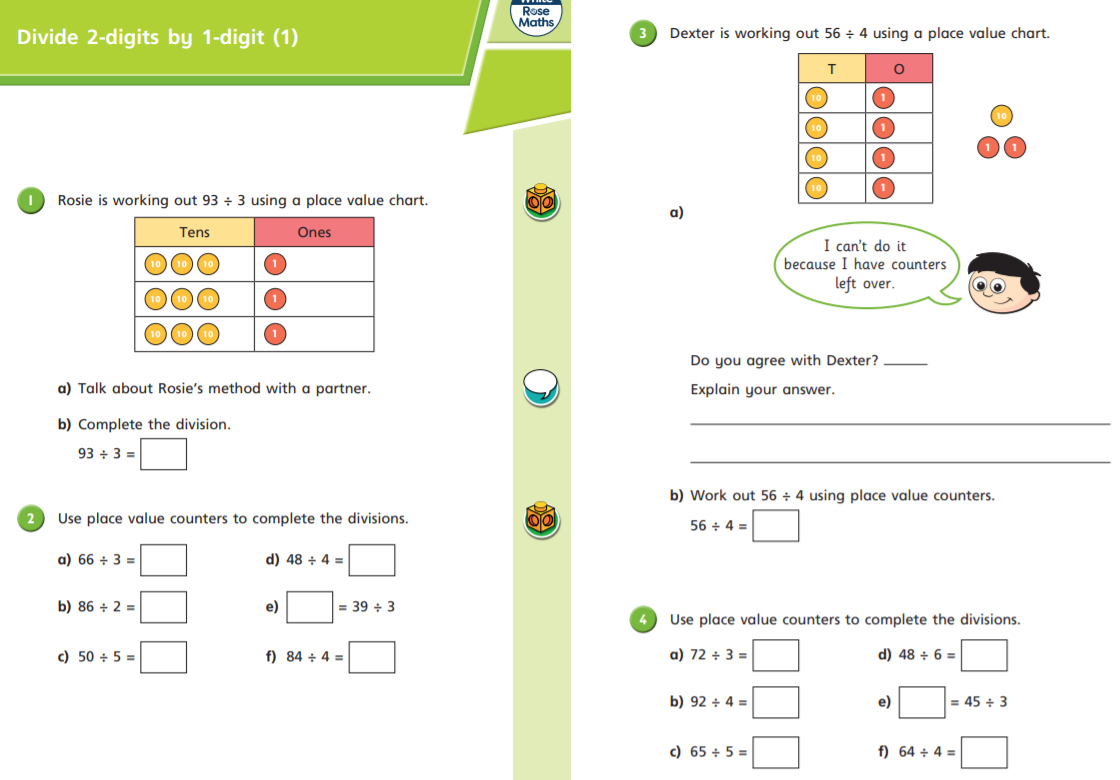 Divide 2-digits by 1-digit (1)
White
Rose
Maths
1 Rosie is working out 93 ÷ 3 using a place value chart.
Tens Ones
10 10 10 1
10 10 10 1
10 10 10 1
a) Talk about Rosie's method with a partner.
b) Complete the division.
93 ÷ 3 =
2 Use place value counters to complete the divisions.
a) 66 ÷ 3 = d) 48 ÷ 4 =
b) 86 ÷ 2 = e) = 39 ÷ 3
c) 50 ÷ 5 = f) 84 ÷ 4 =
3 Dexter is working out 56 ÷ 4 using a place value chart.
T O
10 1
10 1
10 1
10 1
10
1 1
a)
I can't do it
because I have counters
left over.
Do you agree with Dexter?
Explain your answer.
b) Work out 56 ÷ 4 using place value counters.
56 ÷ 4 =
4 Use place value counters to complete the divisions.
a) 72 ÷ 3 = d) 48 ÷ 6 =
b) 92 ÷ 4 = e) = 45 ÷ 3
c) 65 ÷ 5 = f) 64 ÷ 4 =